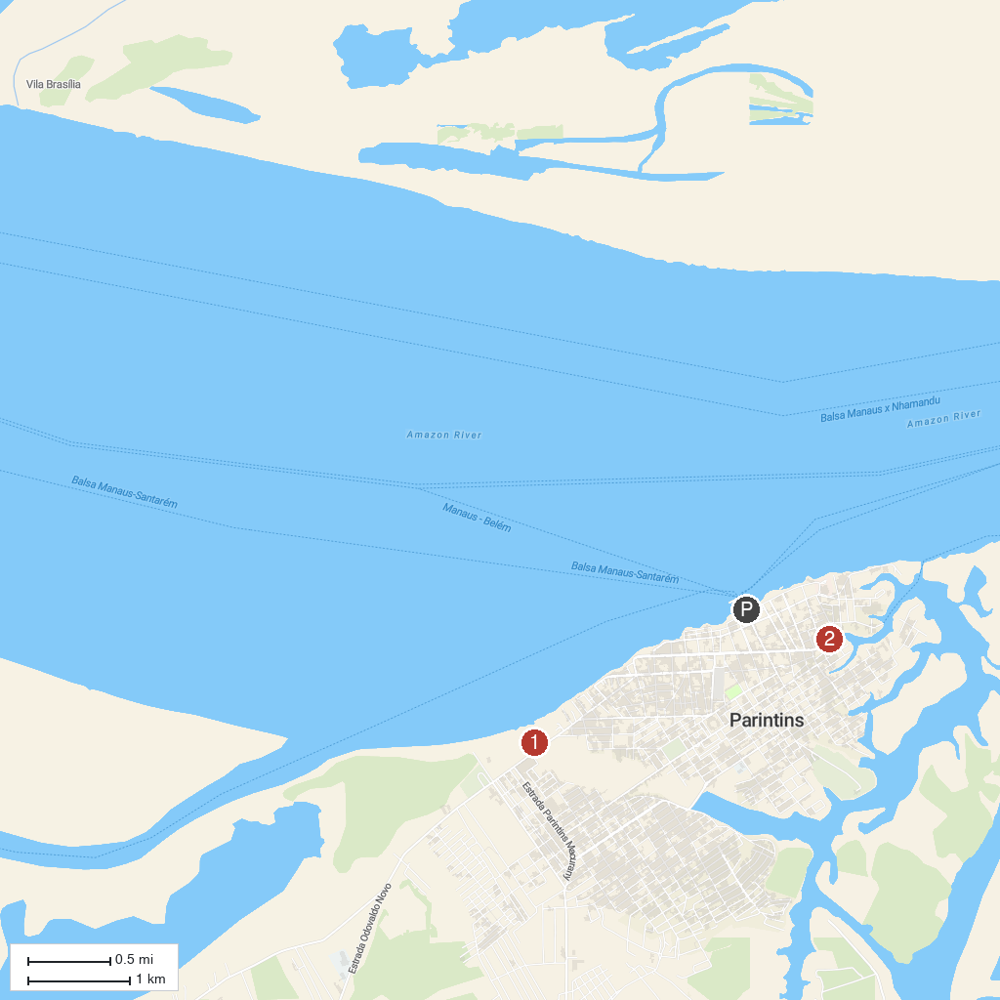 Vila Brasília
Balsa Manaus x Nhamandu
Amazon River
Amazon River
Balsa Manaus-Santarém
Manaus - Belém
Balsa Manaus-Santarém
P
2
Parintins
1
Estrada Parintins Macurany
Estrada Odovaldo Novo
0.5 mi
1 km